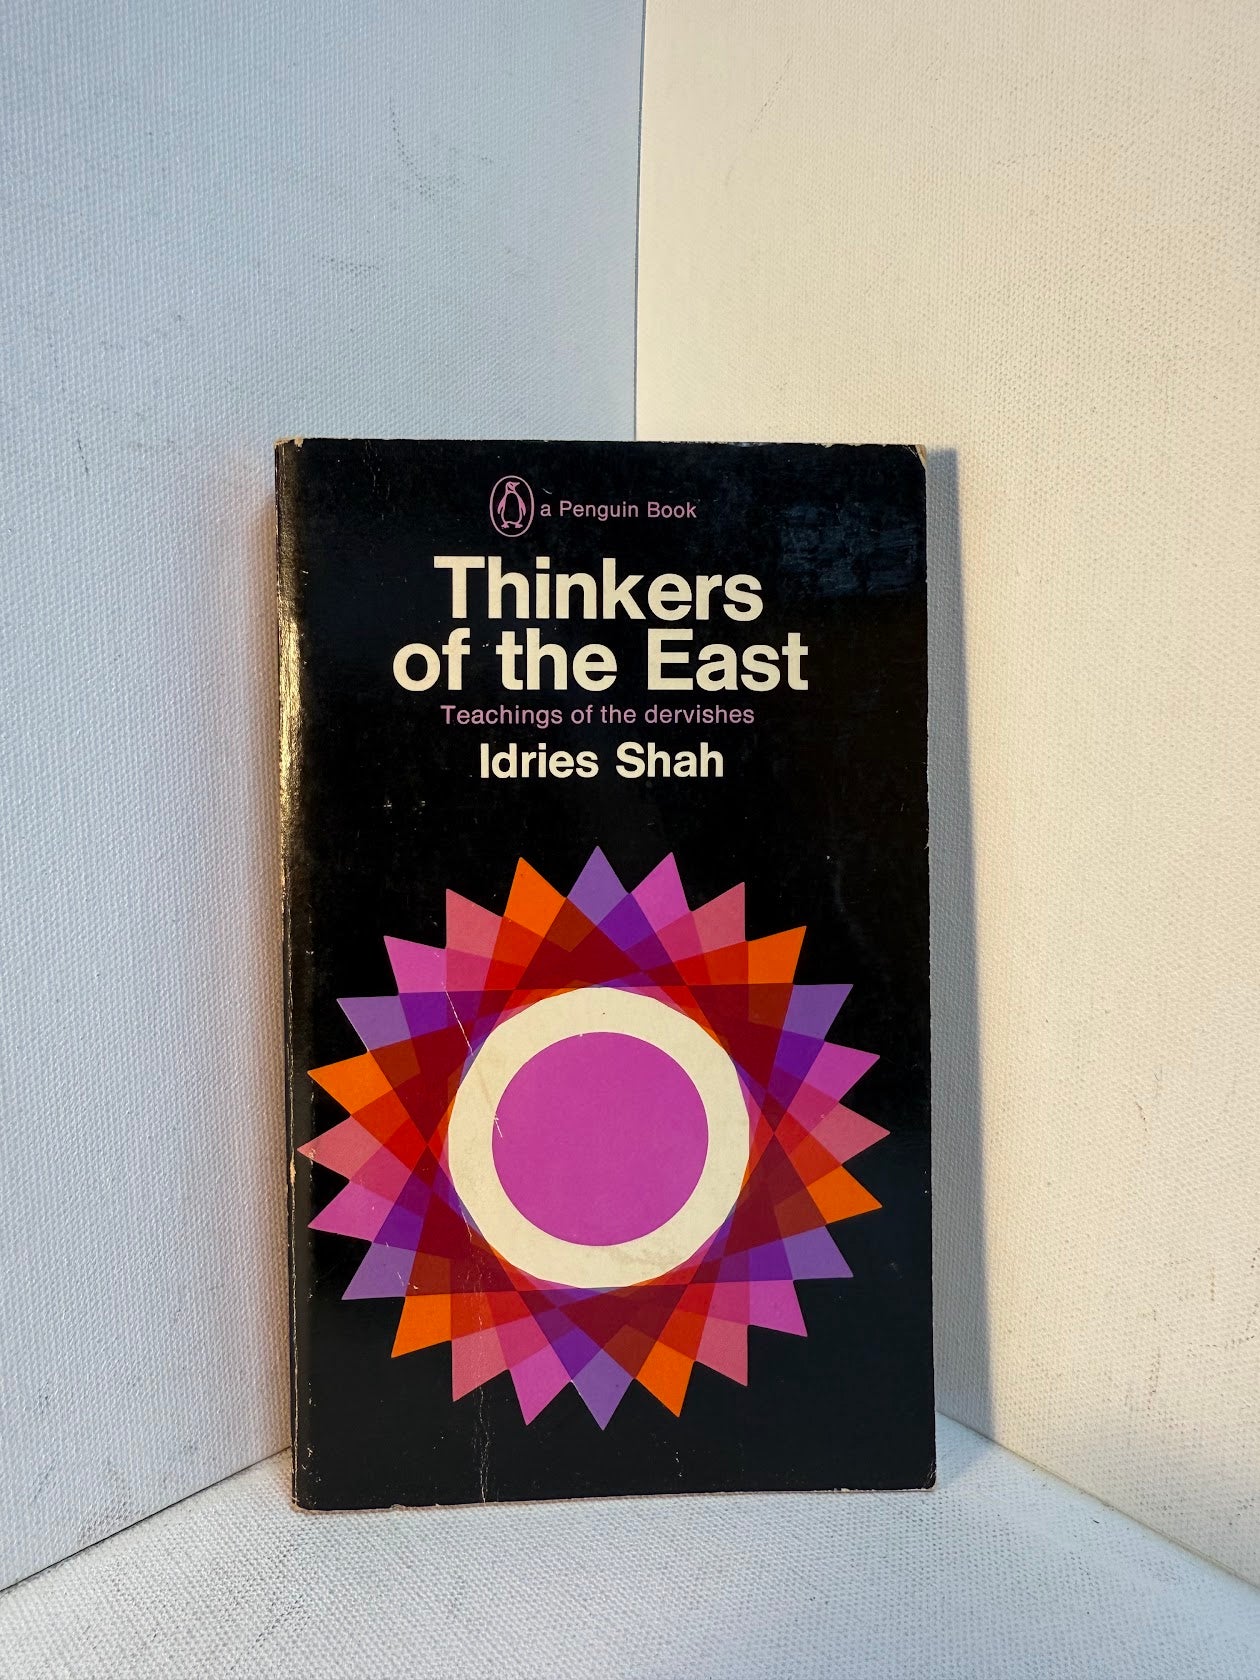 a Penguin Book
Thinkers
of the East
Teachings of the dervishes
Idries Shah